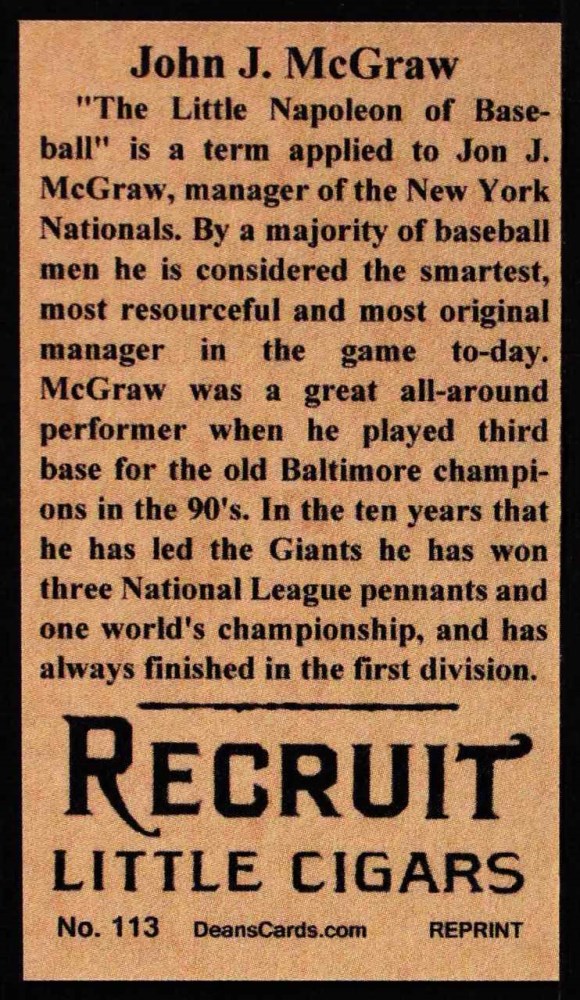 John J. McGraw
"The Little Napoleon of Base-
ball" is a term applied to Jon J.
McGraw, manager of the New York
Nationals. By a majority of baseball
men he is considered the smartest,
most resourceful and most original
manager in the game to-day.
McGraw was a great all-around
performer when he played third
base for the old Baltimore champi-
ons in the 90's. In the ten years that
he has led the Giants he has won
three National League pennants and
one world's championship, and has
always finished in the first division.
RECRUIT
LITTLE CIGARS
No. 113 DeansCards.com REPRINT